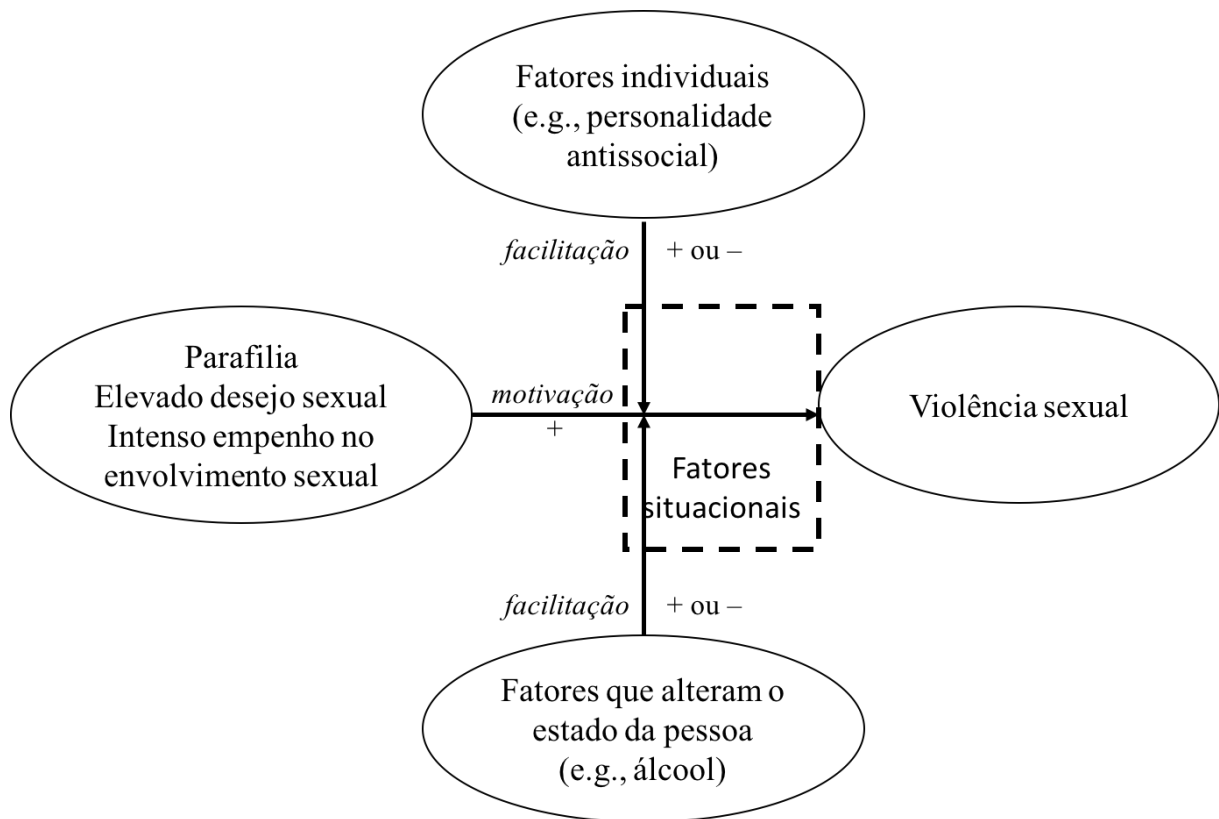 Fatores individuais
(e.g., personalidade
antissocial)
facilitação + ou –
Parafilia
Elevado desejo sexual
Intenso empenho no
envolvimento sexual
motivação
+
Fatores
situacionais
Violência sexual
facilitação + ou –
Fatores que alteram o
estado da pessoa
(e.g., álcool)